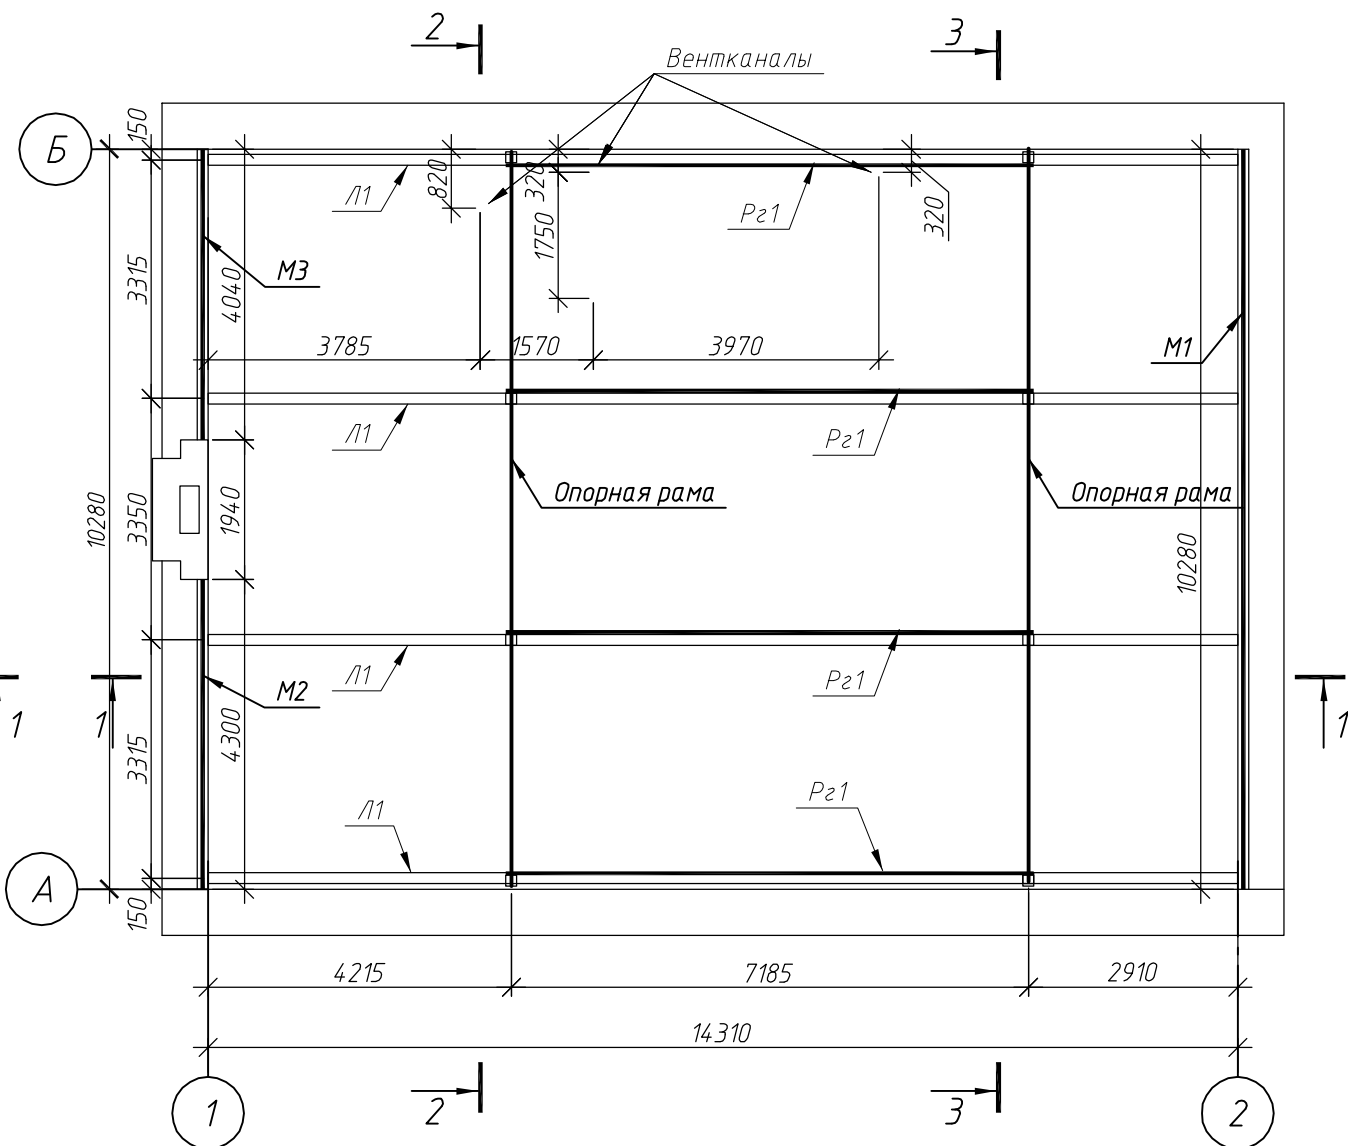 2
3
Вентканалы
Б
150
820
320
Л1
Рг1
320
1750
3315
М3
4040
3785
1570
3970
М1
Л1
Рг1
10280
3350
1940
Опорная рама
Опорная рама
10280
Л1
Рг1
М2
1
1
1
3315
4300
Л1
Рг1
А
150
4215
7185
2910
14310
1
2
3
2